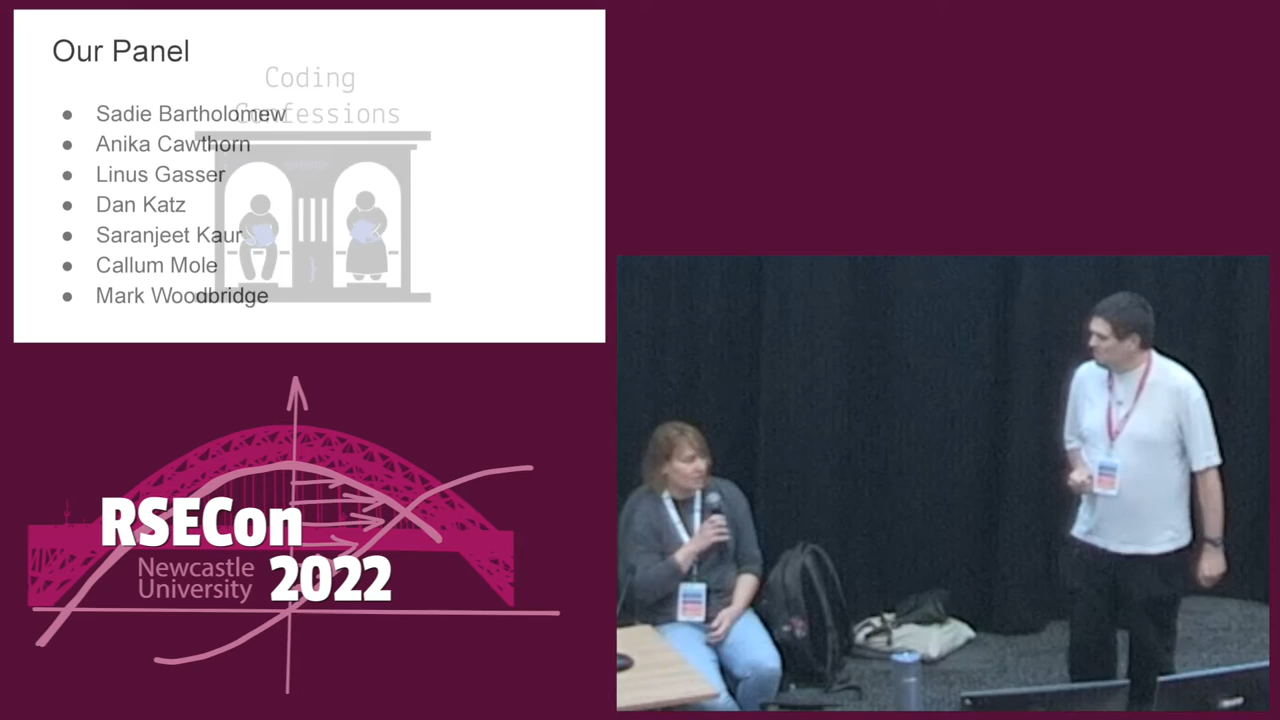 Our Panel
Coding
Confessions
● Sadie Bartholomew
● Anika Cawthorn
● Linus Gasser
● Dan Katz
● Saranjeet Kaur
● Callum Mole
● Mark Woodbridge
RSECon
Newcastle
University
2022